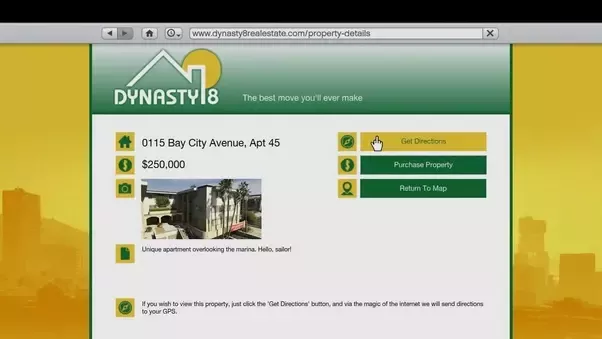 www.dynasty8realestate.com/property-details
DYNASTY 8
The best move you'll ever make
0115 Bay City Avenue, Apt 45
$250,000
Get Directions
Purchase Property
Return To Map
Unique apartment overlooking the marina. Hello, sailor!
If you wish to view this property, just click the 'Get Directions' button, and via the magic of the internet we will send directions
to your GPS.